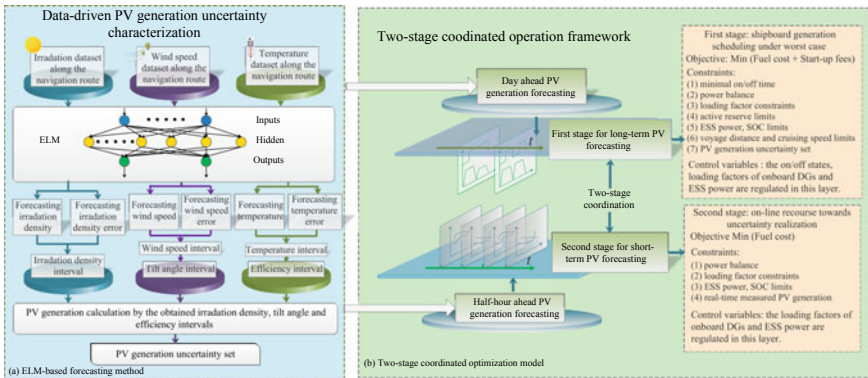 Data-driven PV generation uncertainty
characterization
Irradiation dataset
along the
navigation route
Wind speed
dataset along the
navigation route
Temperature
dataset along the
navigation route
ELM
Inputs
Hidden
Outputs
Forecasting
irradiation
density
Forecasting
irradiation
density error
Forecasting
wind speed
Forecasting
wind speed
error
Forecasting
temperature
Forecasting
temperature
error
Wind speed interval
Temperature interval
Irradiation density
interval
Tilt angle interval
Efficiency interval
PV generation calculation by the obtained irradiation density, tilt angle and
efficiency intervals
PV generation uncertainty set
(a) ELM-based forecasting method
Two-stage coodinated operation framework
Day ahead PV
generation forecasting
t
First stage for long-term PV
forecasting
Two-stage
coordination
t
Second stage for short-
term PV forecasting
Half-hour ahead PV
generation forecasting
(b) Two-stage coordinated optimization model
First stage: shipboard generation
scheduling under worst case
Objective: Min (Fuel cost + Start-up fees)
Constraints:
(1) minimal on/off time
(2) power balance
(3) loading factor constraints
(4) active reserve limits
(5) ESS power, SOC limits
(6) voyage distance and cruising speed limits
(7) PV generation uncertainty set
Control variables : the on/off states,
loading factors of onboard DGs and
ESS power are regulated in this layer.
Second stage: on-line recourse towards
uncertainty realization
Objective Min (Fuel cost)
Constraints:
(1) power balance
(2) loading factor constraints
(3) ESS power, SOC limits
(4) real-time measured PV generation
Control variables: the loading factors of
onboard DGs and ESS power are
regulated in this layer.